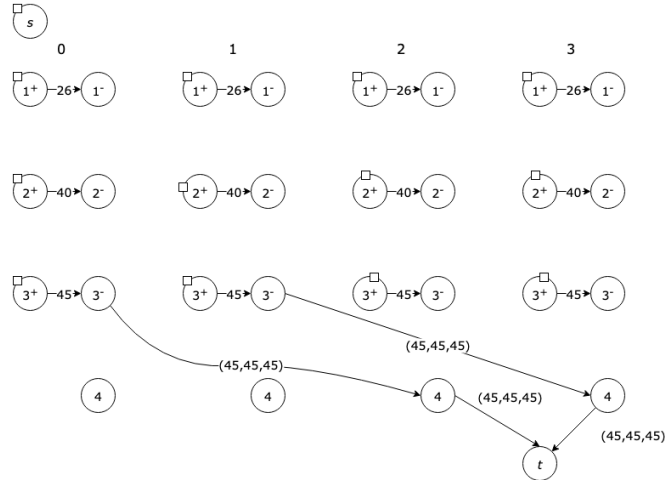 s
0 1 2 3
1+ 26 1- 1+ 26 1- 1+ 26 1- 1+ 26 1-
2+ 40 2- 2+ 40 2- 2+ 40 2- 2+ 40 2-
3+ 45 3- 3+ 45 3- 3+ 45 3- 3+ 45 3-
(45,45,45)
(45,45,45)
4 4 4 (45,45,45) 4
(45,45,45)
t